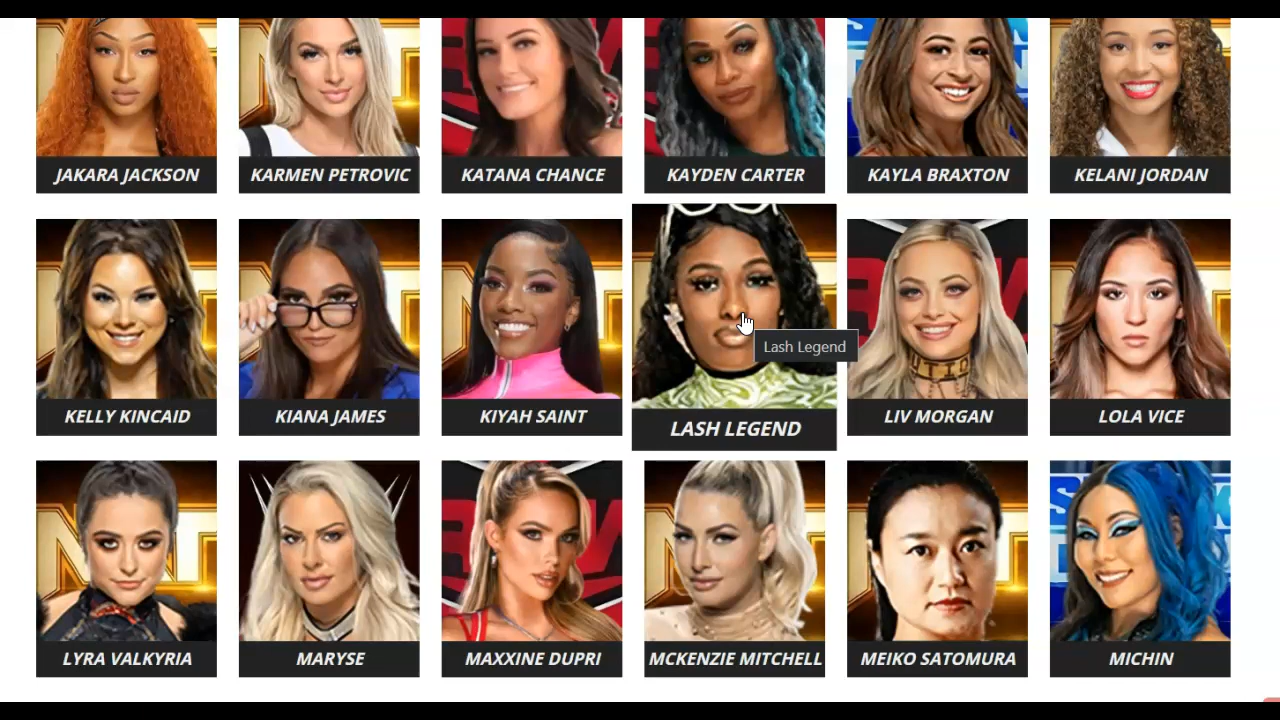 JAKARA JACKSON
KARMEN PETROVIC
KATANA CHANCE
KAYDEN CARTER
KAYLA BRAXTON
KELANI JORDAN
KELLY KINCAID
KIANA JAMES
KIYAH SAINT
Lash Legend
LASH LEGEND
LIV MORGAN
LOLA VICE
LYRA VALKYRIA
MARYSE
MAXXINE DUPRI
MCKENZIE MITCHELL
MEIKO SATOMURA
MICHIN